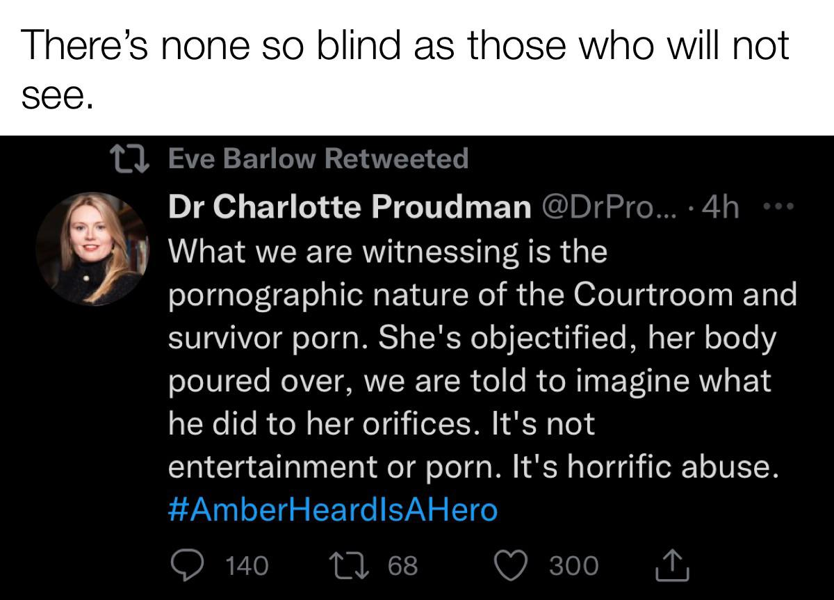 There's none so blind as those who will not
see.
Eve Barlow Retweeted
Dr Charlotte Proudman @DrPro... · 4h ···
What we are witnessing is the
pornographic nature of the Courtroom and
survivor porn. She's objectified, her body
poured over, we are told to imagine what
he did to her orifices. It's not
entertainment or porn. It's horrific abuse.
#AmberHeardIsAHero
140 68 300